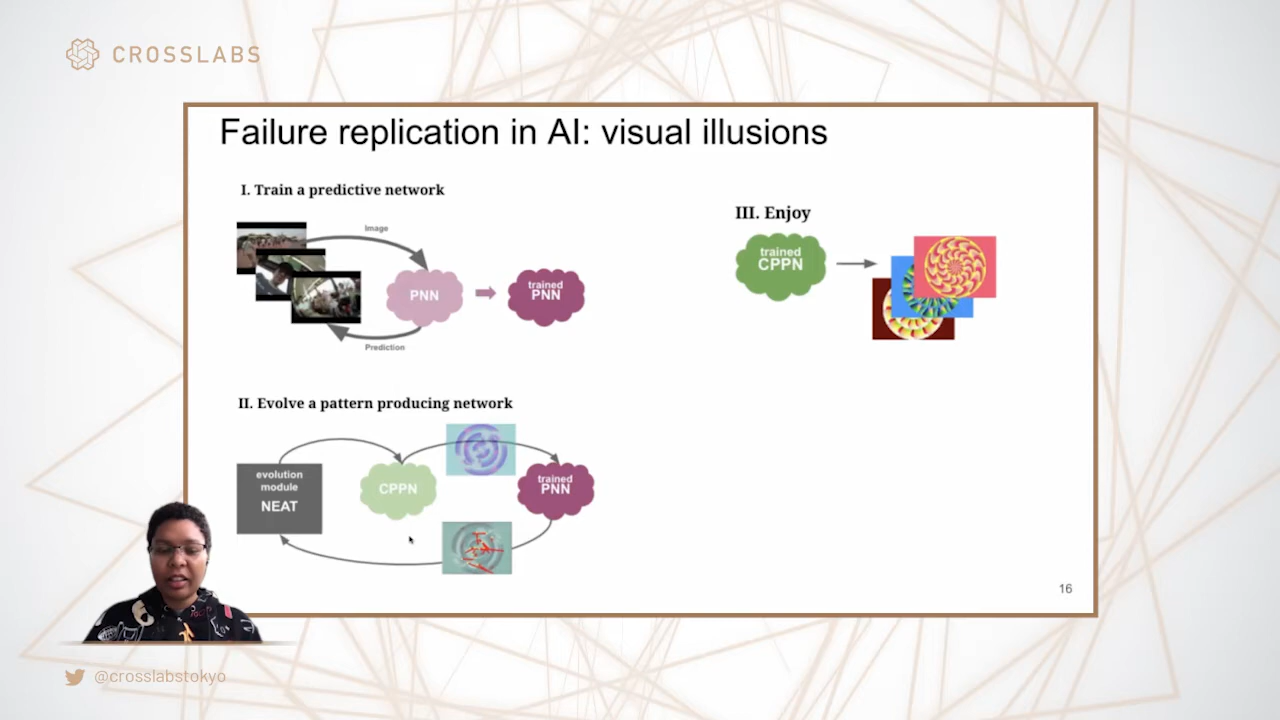 CROSSLABS
Failure replication in AI: visual illusions
I. Train a predictive network
Image
PNN
trained
PNN
Prediction
III. Enjoy
trained
CPPN
II. Evolve a pattern producing network
evolution
module
NEAT
CPPN
trained
PNN
16
@crosslabstokyo